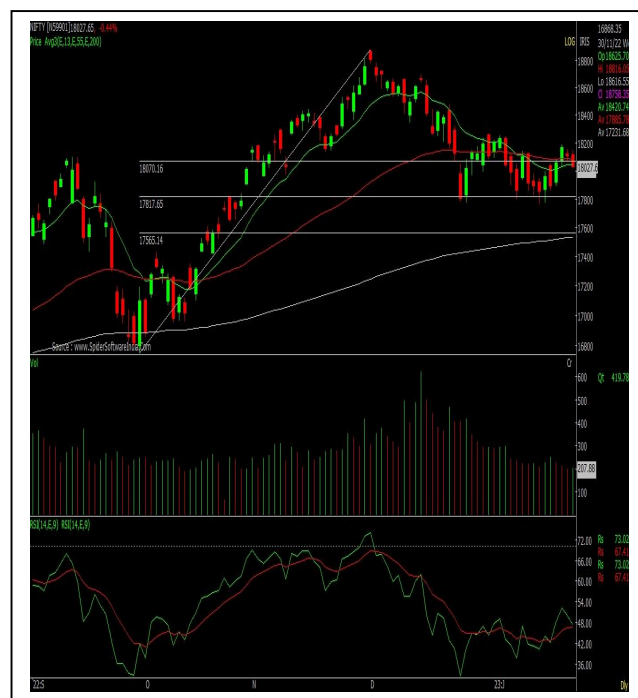 NIFTY [N59901]18027.65, -0.44%
Price Avg3(E,13,E,55,E,200)
LOG
IRIS
16868.35
30/11/22 W
Op 18625.70
Hi 18816.05
Lo 18616.55
Cl 18758.35
Av 18420.74
Av 17885.78
Av 17231.68
18800
18600
18400
18200
18070.16
18027.6
17817.65
17800
17565.14
17600
17400
17200
17000
16800
Source : www.SpiderSoftwareIndia.com
Vol
Cr
600
Qt 419.78
500
400
300
207.88
100
RSI(14,E,9) RSI(14,E,9)
72.00
66.00
60.00
54.00
48.00
42.00
36.00
Rs 73.02
Rs 67.41
Rs 73.02
Rs 67.41
22:S O N D 23:J Dly